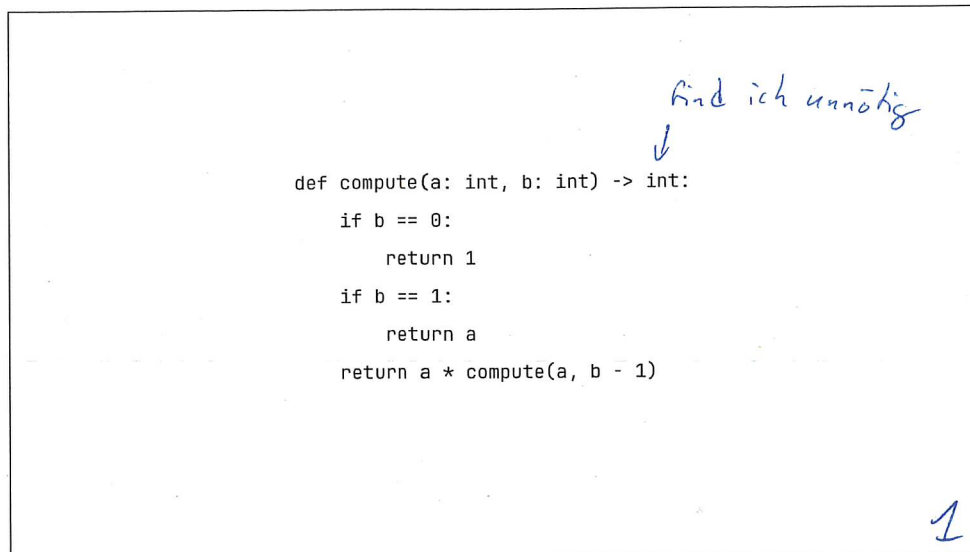 find ich unnötig
def compute(a: int, b: int) -> int:
    if b == 0:
        return 1
    if b == 1:
        return a
    return a * compute(a, b - 1)
1